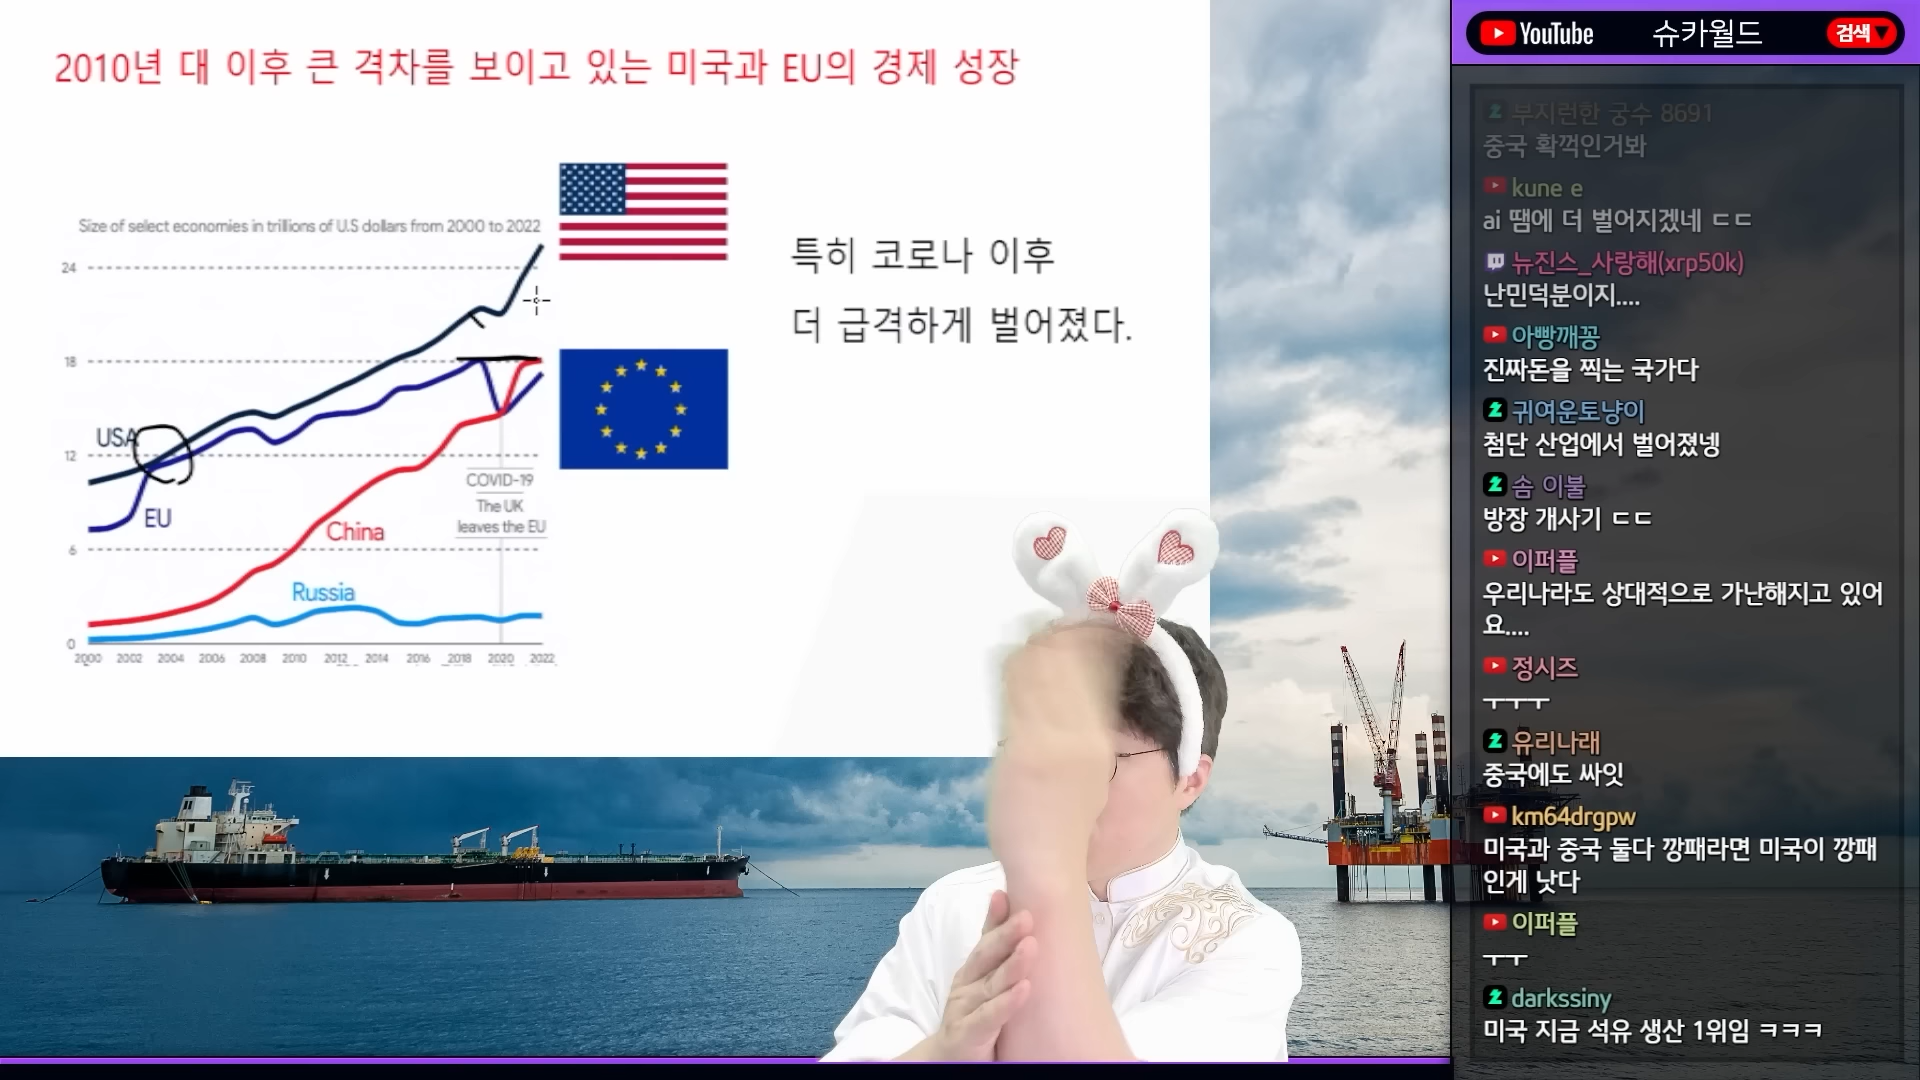 2010년 대 이후 큰 격차를 보이고 있는 미국과 EU의 경제 성장
Size of select economies in trillions of U.S dollars from 2000 to 2022
24
18
12
6
0
USA
EU
China
Russia
COVID-19
The UK
leaves the EU
2000 2002 2004 2006 2008 2010 2012 2014 2016 2018 2020 2022
특히 코로나 이후
더 급격하게 벌어졌다.
YouTube 슈카월드 검색
부지런한 궁수 8691
중국 확꺽인거봐
kune e
ai 땜에 더 벌어지겠네 ㄷㄷ
뉴진스_사랑해(xrp50k)
난민덕분이지....
아빵깨꽁
진짜돈을 찍는 국가다
귀여운토냥이
첨단 산업에서 벌어졌넹
솜 이불
방장 개사기 ㄷㄷ
이퍼플
우리나라도 상대적으로 가난해지고 있어
요....
정시즈
ㅜㅜㅜ
유리나래
중국에도 싸잇
km64drgpw
미국과 중국 둘다 깡패라면 미국이 깡패
인게 낫다
이퍼플
ㅜㅜ
darkssiny
미국 지금 석유 생산 1위임 ㅋㅋㅋ